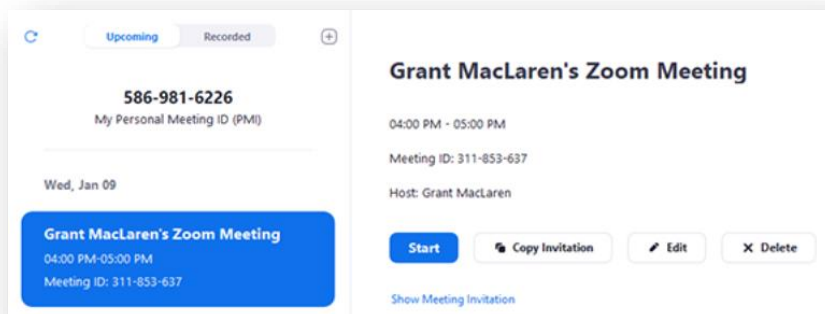 Upcoming
Recorded
586-981-6226
My Personal Meeting ID (PMI)
Wed, Jan 09
Grant MacLaren's Zoom Meeting
04:00 PM-05:00 PM
Meeting ID: 311-853-637
Grant MacLaren's Zoom Meeting
04:00 PM - 05:00 PM
Meeting ID: 311-853-637
Host: Grant MacLaren
Start
Copy Invitation
Edit
Delete
Show Meeting Invitation